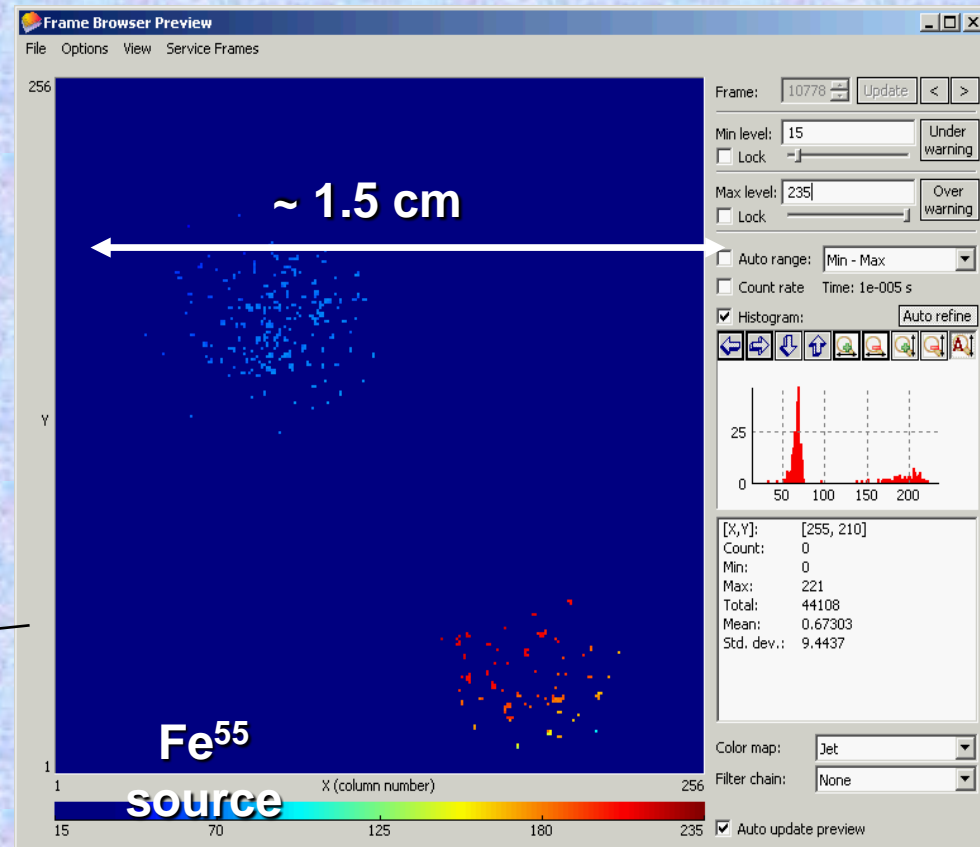 Frame Browser Preview
File Options View Service Frames
256
Y
1
~ 1.5 cm
Fe55
source
1 X (column number) 256
15 70 125 180 235
Frame: 10778 Update < >
Min level: 15 Under warning
Lock
Max level: 235 Over warning
Lock
Auto range: Min - Max
Count rate Time: 1e-005 s
Histogram: Auto refine
A
25
0
50 100 150 200
[X,Y]: [255, 210]
Count: 0
Min: 0
Max: 221
Total: 44108
Mean: 0.67303
Std. dev.: 9.4437
Color map: Jet
Filter chain: None
Auto update preview